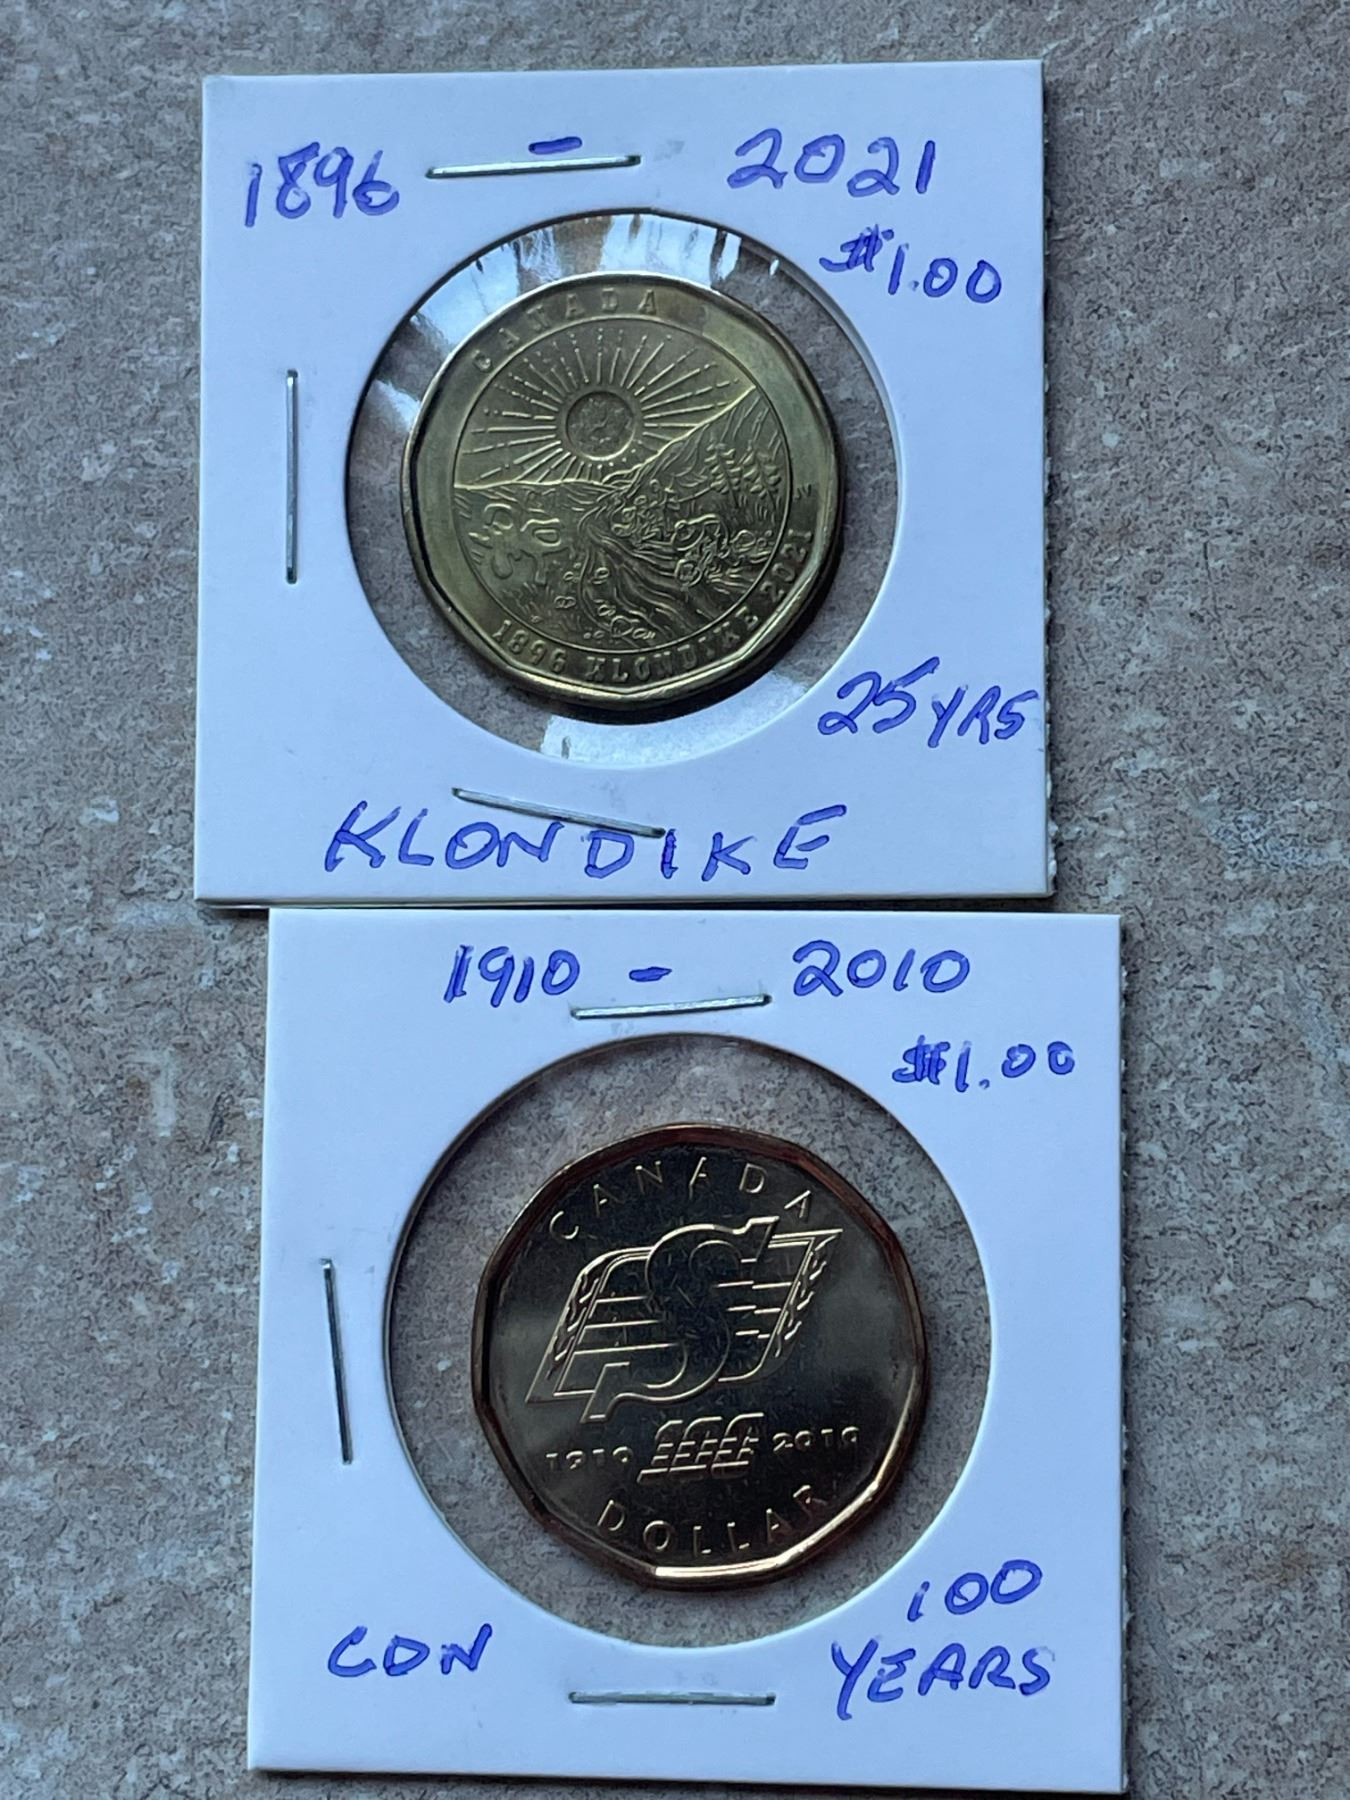 1896 - 2021
$1.00
CANADA
1896 KLONDIKE 2021
25 YRS
KLONDIKE
1910 - 2010
$1.00
CANADA
S
1910 100 2010
DOLLAR
100
CDN YEARS